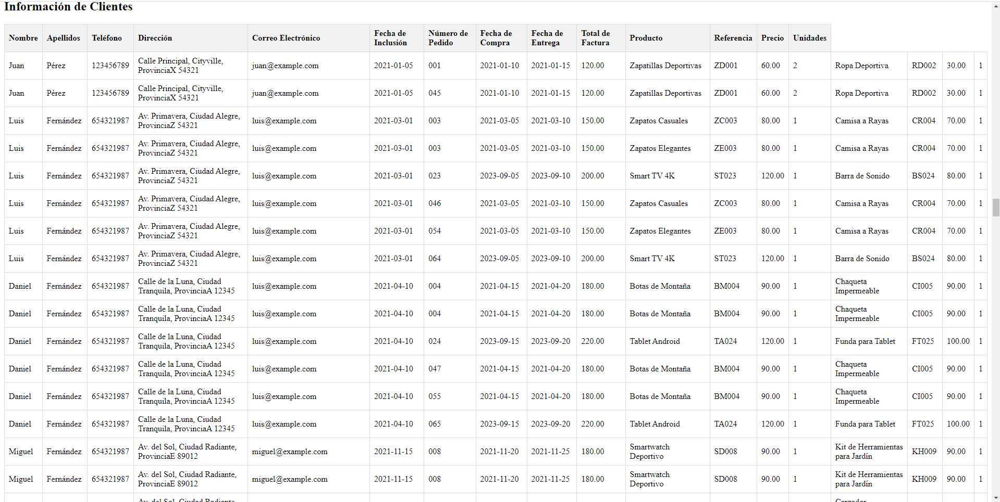 Información de Clientes
Nombre Apellidos Teléfono Dirección Correo Electrónico Fecha de Inclusión Número de Pedido Fecha de Compra Fecha de Entrega Total de Factura Producto Referencia Precio Unidades
Juan Pérez 123456789 Calle Principal, Cityville, ProvinciaX 54321 juan@example.com 2021-01-05 001 2021-01-10 2021-01-15 120.00 Zapatillas Deportivas ZD001 60.00 2 Ropa Deportiva RD002 30.00 1
Juan Pérez 123456789 Calle Principal, Cityville, ProvinciaX 54321 juan@example.com 2021-01-05 045 2021-01-10 2021-01-15 120.00 Zapatillas Deportivas ZD001 60.00 2 Ropa Deportiva RD002 30.00 1
Luis Fernández 654321987 Av. Primavera, Ciudad Alegre, ProvinciaZ 54321 luis@example.com 2021-03-01 003 2021-03-05 2021-03-10 150.00 Zapatos Casuales ZC003 80.00 1 Camisa a Rayas CR004 70.00 1
Luis Fernández 654321987 Av. Primavera, Ciudad Alegre, ProvinciaZ 54321 luis@example.com 2021-03-01 003 2021-03-05 2021-03-10 150.00 Zapatos Elegantes ZE003 80.00 1 Camisa a Rayas CR004 70.00 1
Luis Fernández 654321987 Av. Primavera, Ciudad Alegre, ProvinciaZ 54321 luis@example.com 2021-03-01 023 2023-09-05 2023-09-10 200.00 Smart TV 4K ST023 120.00 1 Barra de Sonido BS024 80.00 1
Luis Fernández 654321987 Av. Primavera, Ciudad Alegre, ProvinciaZ 54321 luis@example.com 2021-03-01 046 2021-03-05 2021-03-10 150.00 Zapatos Casuales ZC003 80.00 1 Camisa a Rayas CR004 70.00 1
Luis Fernández 654321987 Av. Primavera, Ciudad Alegre, ProvinciaZ 54321 luis@example.com 2021-03-01 054 2021-03-05 2021-03-10 150.00 Zapatos Elegantes ZE003 80.00 1 Camisa a Rayas CR004 70.00 1
Luis Fernández 654321987 Av. Primavera, Ciudad Alegre, ProvinciaZ 54321 luis@example.com 2021-03-01 064 2023-09-05 2023-09-10 200.00 Smart TV 4K ST023 120.00 1 Barra de Sonido BS024 80.00 1
Daniel Fernández 654321987 Calle de la Luna, Ciudad Tranquila, ProvinciaA 12345 luis@example.com 2021-04-10 004 2021-04-15 2021-04-20 180.00 Botas de Montaña BM004 90.00 1 Chaqueta Impermeable CI005 90.00 1
Daniel Fernández 654321987 Calle de la Luna, Ciudad Tranquila, ProvinciaA 12345 luis@example.com 2021-04-10 004 2021-04-15 2021-04-20 180.00 Botas de Montaña BM004 90.00 1 Chaqueta Impermeable CI005 90.00 1
Daniel Fernández 654321987 Calle de la Luna, Ciudad Tranquila, ProvinciaA 12345 luis@example.com 2021-04-10 024 2023-09-15 2023-09-20 220.00 Tablet Android TA024 120.00 1 Funda para Tablet FT025 100.00 1
Daniel Fernández 654321987 Calle de la Luna, Ciudad Tranquila, ProvinciaA 12345 luis@example.com 2021-04-10 047 2021-04-15 2021-04-20 180.00 Botas de Montaña BM004 90.00 1 Chaqueta Impermeable CI005 90.00 1
Daniel Fernández 654321987 Calle de la Luna, Ciudad Tranquila, ProvinciaA 12345 luis@example.com 2021-04-10 055 2021-04-15 2021-04-20 180.00 Botas de Montaña BM004 90.00 1 Chaqueta Impermeable CI005 90.00 1
Daniel Fernández 654321987 Calle de la Luna, Ciudad Tranquila, ProvinciaA 12345 luis@example.com 2021-04-10 065 2023-09-15 2023-09-20 220.00 Tablet Android TA024 120.00 1 Funda para Tablet FT025 100.00 1
Miguel Fernández 654321987 Av. del Sol, Ciudad Radiante, ProvinciaE 89012 miguel@example.com 2021-11-15 008 2021-11-20 2021-11-25 180.00 Smartwatch Deportivo SD008 90.00 1 Kit de Herramientas para Jardín KH009 90.00 1
Miguel Fernández 654321987 Av. del Sol, Ciudad Radiante, ProvinciaE 89012 miguel@example.com 2021-11-15 008 2021-11-20 2021-11-25 180.00 Smartwatch Deportivo SD008 90.00 1 Kit de Herramientas para Jardín KH009 90.00 1
Av. del Sol, Ciudad Radiante, Cargador